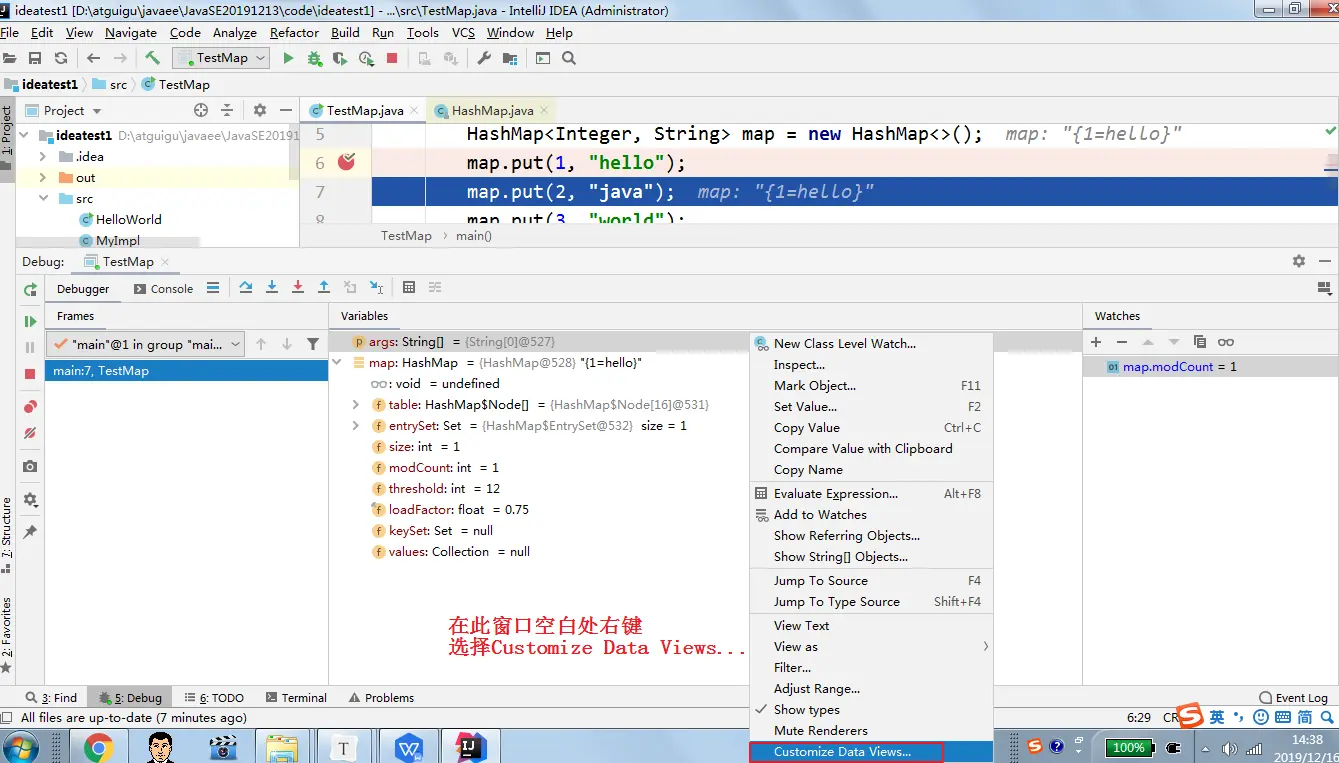 ideatest1 [D:\atguigu\javaee\JavaSE20191213\code\ideatest1] - ...\src\TestMap.java - IntelliJ IDEA (Administrator)
File Edit View Navigate Code Analyze Refactor Build Run Tools VCS Window Help
TestMap
ideatest1 src TestMap
1: Project
Project
TestMap.java HashMap.java
ideatest1 D:\atguigu\javaee\JavaSE20191
.idea
out
src
HelloWorld
MyImpl
5 HashMap<Integer, String> map = new HashMap<>(); map: "{1=hello}"
6 map.put(1, "hello");
7 map.put(2, "java"); map: "{1=hello}"
8 map.put(3, "world");
TestMap main()
Debug: TestMap
Debugger Console
Frames
Variables
Watches
"main"@1 in group "mai...
main:7, TestMap
args: String[] = {String[0]@527}
map: HashMap = {HashMap@528} "{1=hello}"
: void = undefined
table: HashMap$Node[] = {HashMap$Node[16]@531}
entrySet: Set = {HashMap$EntrySet@532} size = 1
size: int = 1
modCount: int = 1
threshold: int = 12
loadFactor: float = 0.75
keySet: Set = null
values: Collection = null
在此窗口空白处右键
选择Customize Data Views...
New Class Level Watch...
Inspect...
Mark Object... F11
Set Value... F2
Copy Value Ctrl+C
Compare Value with Clipboard
Copy Name
Evaluate Expression... Alt+F8
Add to Watches
Show Referring Objects...
Show String[] Objects...
Jump To Source F4
Jump To Type Source Shift+F4
View Text
View as
Filter...
Adjust Range...
Show types
Mute Renderers
Customize Data Views...
map.modCount = 1
7: Structure
2: Favorites
3: Find 5: Debug 6: TODO Terminal Problems Event Log
All files are up-to-date (7 minutes ago) 6:29 CR
英 简
100%
14:38
2019/12/16